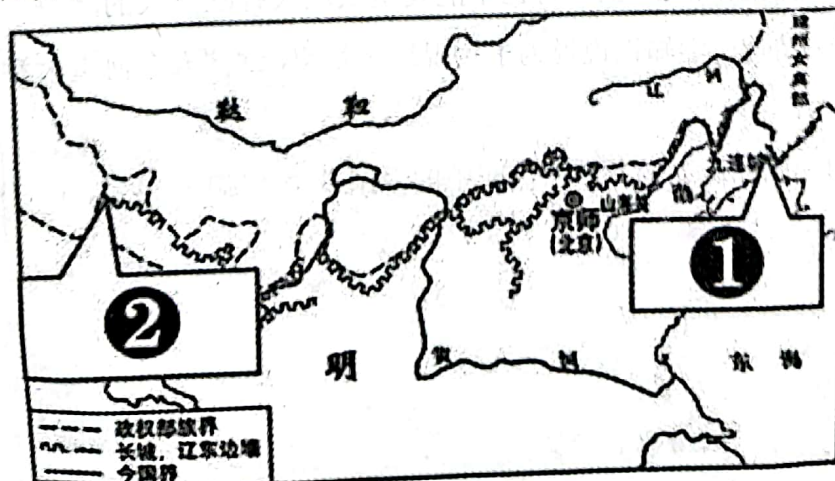 建州女真部
鞑靼
辽河
九连城
山海关
渤
京师
(北京)
①
②
明
黄河
东海
政权部族界
长城、辽东边墙
今国界